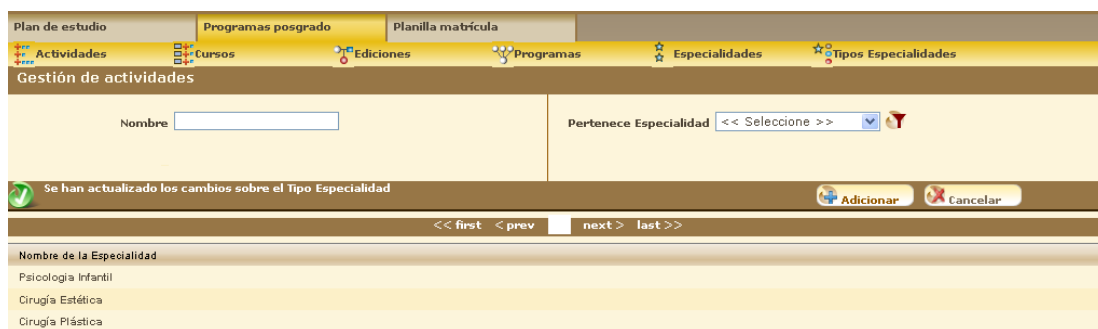 Plan de estudio Programas posgrado Planilla matrícula
Actividades Cursos Ediciones Programas Especialidades Tipos Especialidades
Gestión de actividades
Nombre Pertenece Especialidad << Seleccione >>
Se han actualizado los cambios sobre el Tipo Especialidad Adicionar Cancelar
<< first < prev next > last >>
Nombre de la Especialidad
Psicologia Infantil
Cirugía Estética
Cirugía Plástica